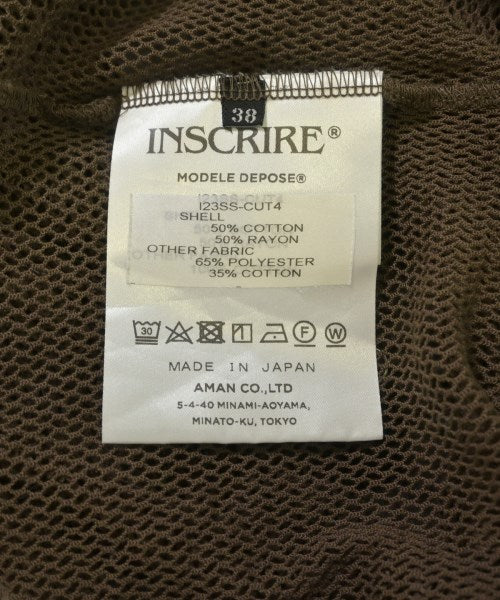 38
INSCRIRE®
MODELE DEPOSE®
I23SS-CUT4
SHELL
50% COTTON
50% RAYON
OTHER FABRIC
65% POLYESTER
35% COTTON
30
F W
MADE IN JAPAN
AMAN CO.,LTD
5-4-40 MINAMI-AOYAMA,
MINATO-KU, TOKYO